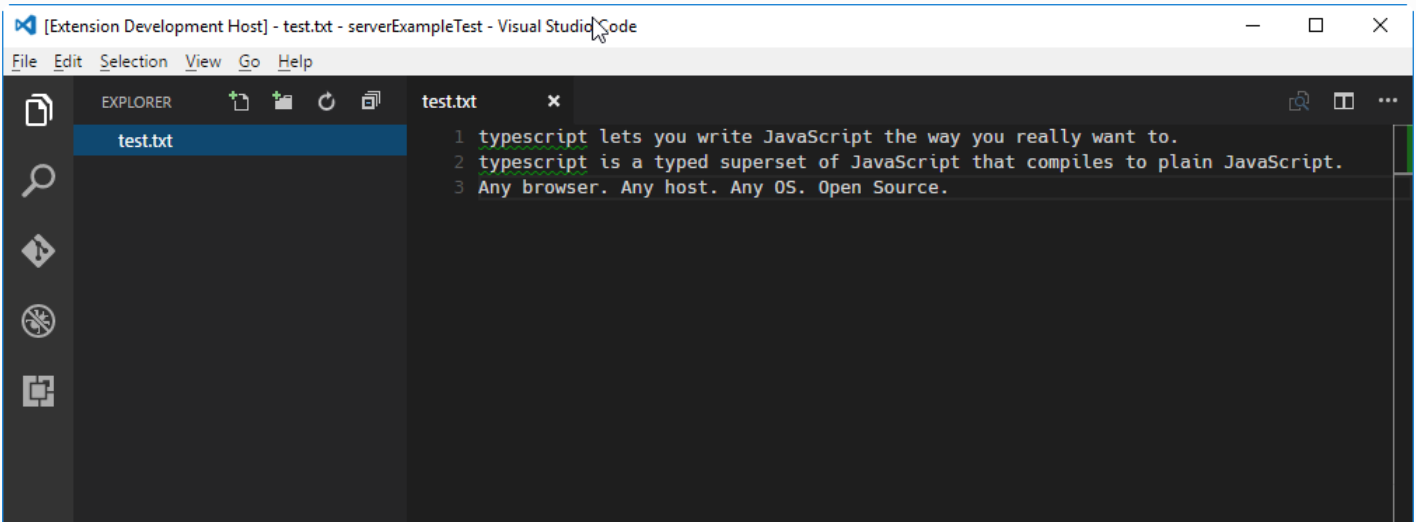 [Extension Development Host] - test.txt - serverExampleTest - Visual Studio Code
File Edit Selection View Go Help
EXPLORER
test.txt
test.txt
1 typescript lets you write JavaScript the way you really want to.
2 typescript is a typed superset of JavaScript that compiles to plain JavaScript.
3 Any browser. Any host. Any OS. Open Source.